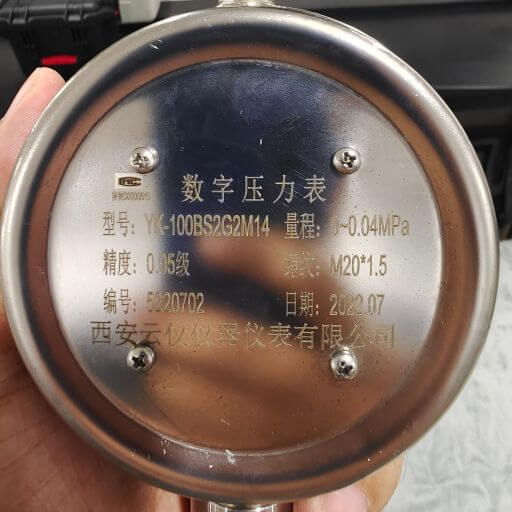 数字压力表
型号: YK-100BS2G2M14 量程: 0~0.04MPa
精度: 0.05级 螺纹: M20*1.5
编号: 5220702 日期: 2022.07
西安云仪仪器仪表有限公司